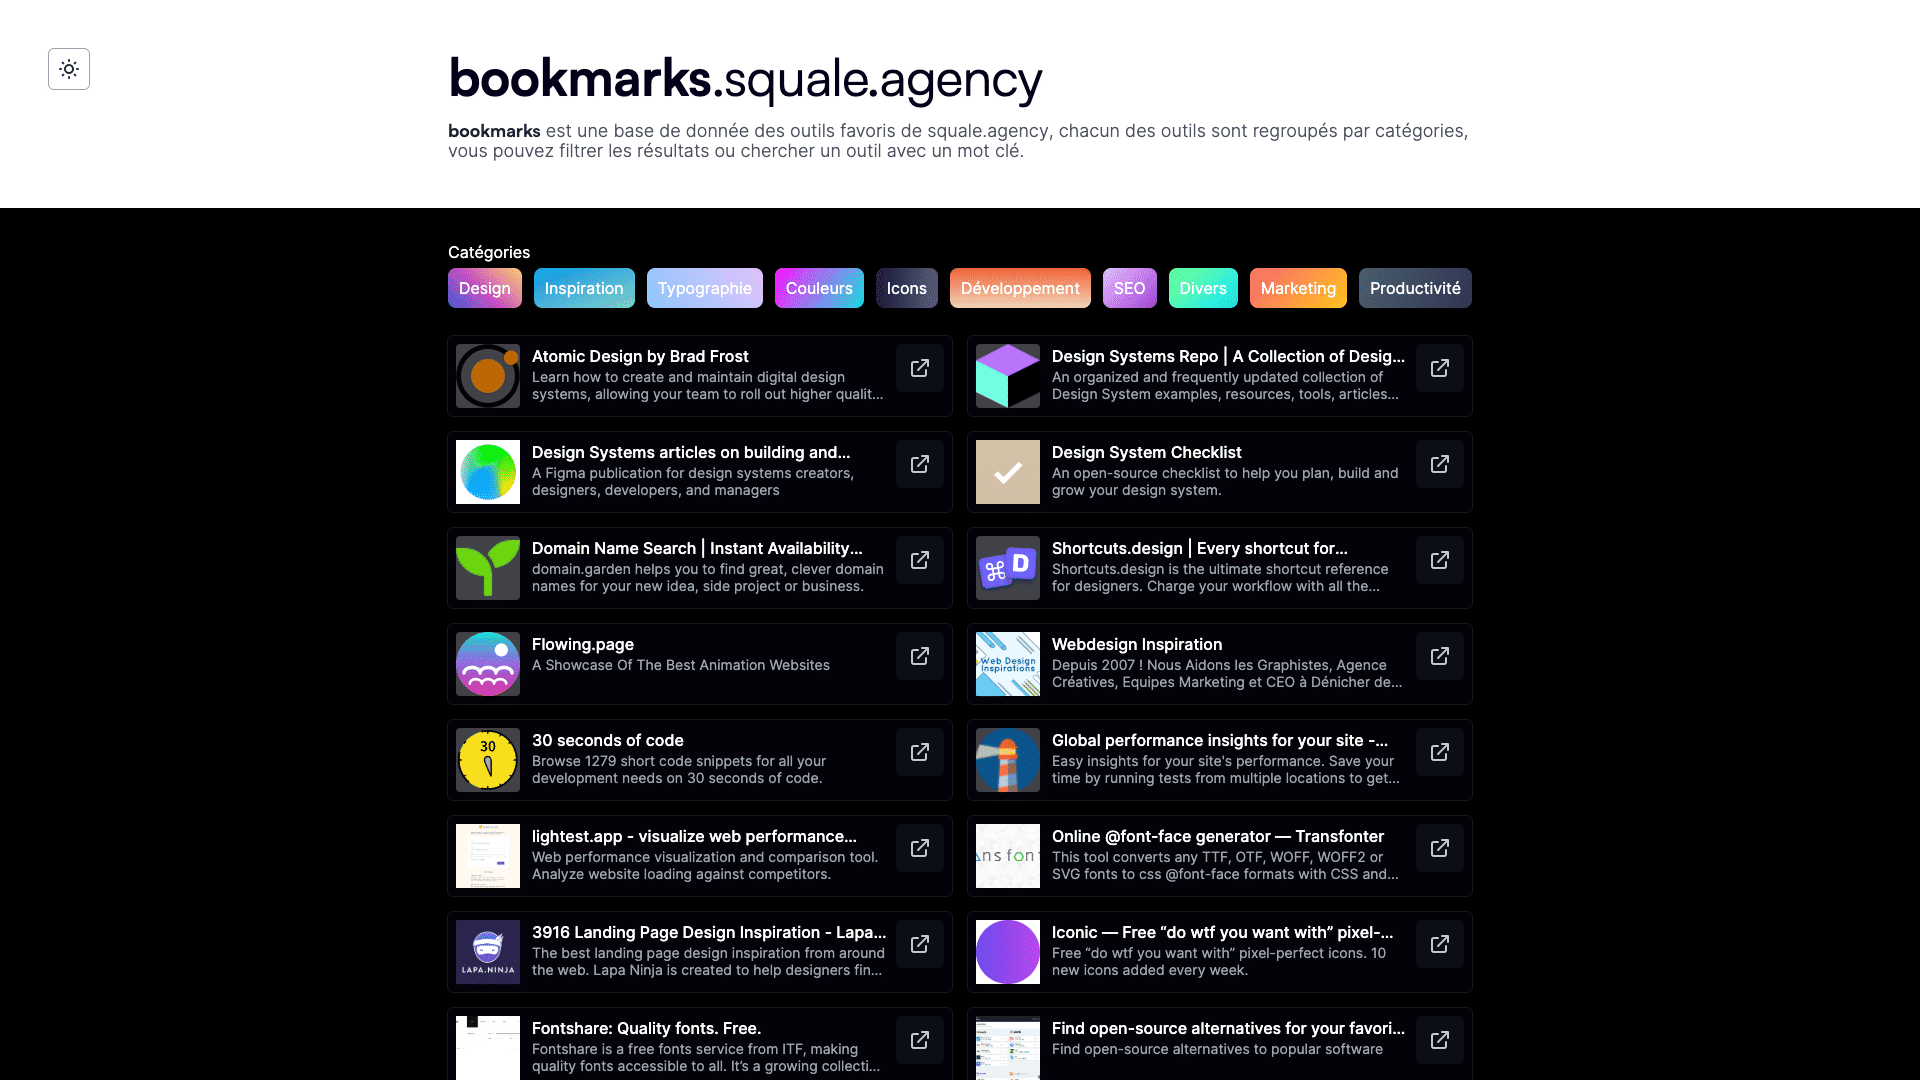 bookmarks.squale.agency
bookmarks est une base de donnée des outils favoris de squale.agency, chacun des outils sont regroupés par catégories,
vous pouvez filtrer les résultats ou chercher un outil avec un mot clé.
Catégories
Design Inspiration Typographie Couleurs Icons Développement SEO Divers Marketing Productivité
Atomic Design by Brad Frost
Learn how to create and maintain digital design
systems, allowing your team to roll out higher qualit...
Design Systems Repo | A Collection of Desig...
An organized and frequently updated collection of
Design System examples, resources, tools, articles...
Design Systems articles on building and...
A Figma publication for design systems creators,
designers, developers, and managers
Design System Checklist
An open-source checklist to help you plan, build and
grow your design system.
Domain Name Search | Instant Availability...
domain.garden helps you to find great, clever domain
names for your new idea, side project or business.
D
Shortcuts.design | Every shortcut for...
Shortcuts.design is the ultimate shortcut reference
for designers. Charge your workflow with all the...
Flowing.page
A Showcase Of The Best Animation Websites
Web Design
Inspirations
Webdesign Inspiration
Depuis 2007 ! Nous Aidons les Graphistes, Agence
Créatives, Equipes Marketing et CEO à Dénicher de...
30
30 seconds of code
Browse 1279 short code snippets for all your
development needs on 30 seconds of code.
Global performance insights for your site -...
Easy insights for your site's performance. Save your
time by running tests from multiple locations to get...
lightest.app - visualize web performance...
Web performance visualization and comparison tool.
Analyze website loading against competitors.
ans font
Online @font-face generator — Transfonter
This tool converts any TTF, OTF, WOFF, WOFF2 or
SVG fonts to css @font-face formats with CSS and...
LAPA.NINJA
3916 Landing Page Design Inspiration - Lapa...
The best landing page design inspiration from around
the web. Lapa Ninja is created to help designers fin...
Iconic — Free “do wtf you want with” pixel-...
Free “do wtf you want with” pixel-perfect icons. 10
new icons added every week.
Fontshare: Quality fonts. Free.
Fontshare is a free fonts service from ITF, making
quality fonts accessible to all. It’s a growing collecti...
Find open-source alternatives for your favori...
Find open-source alternatives to popular software